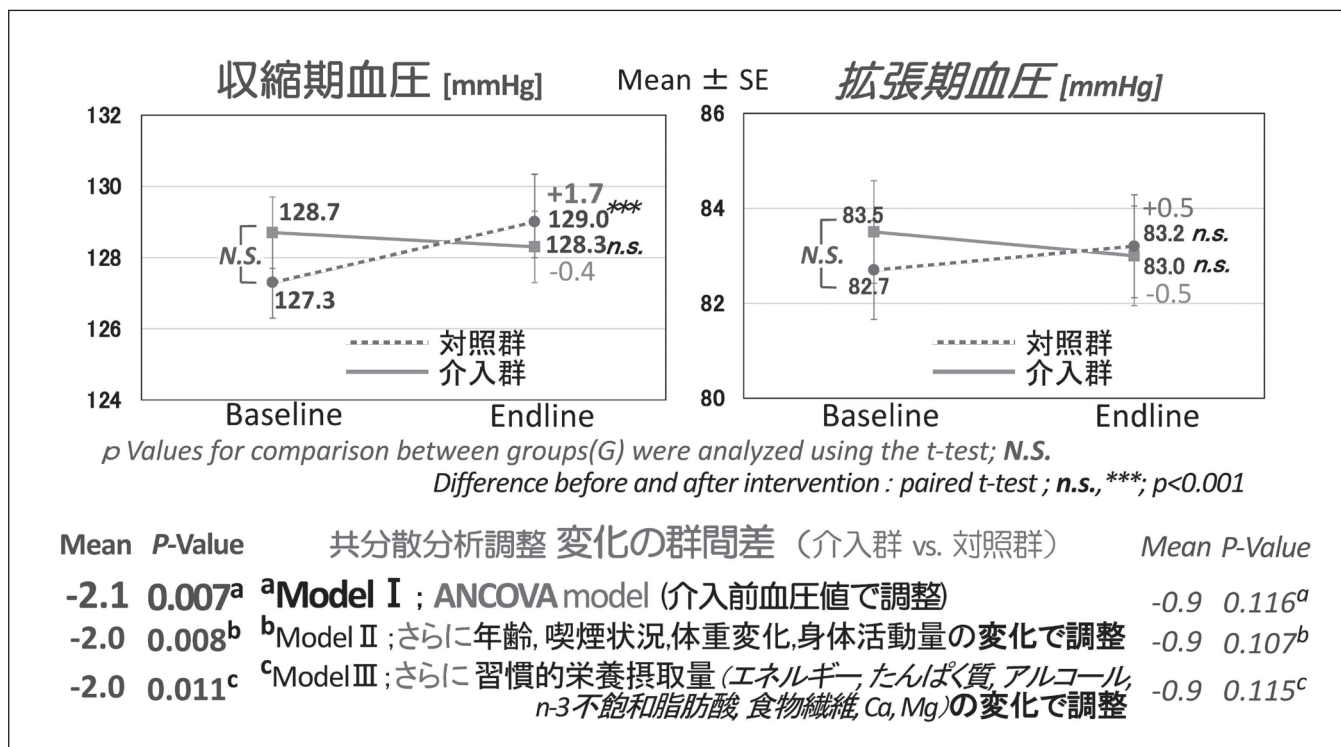 収縮期血圧 [mmHg]
Mean ± SE
拡張期血圧 [mmHg]
132
130
128
126
124
128.7
N.S.
127.3
+1.7
129.0 ***
128.3 n.s.
-0.4
対照群
介入群
Baseline
Endline
86
84
82
80
83.5
N.S.
82.7
+0.5
83.2 n.s.
83.0 n.s.
-0.5
対照群
介入群
Baseline
Endline
p Values for comparison between groups(G) were analyzed using the t-test; N.S.
Difference before and after intervention : paired t-test ; n.s., ***; p<0.001
Mean P-Value 共分散分析調整 変化の群間差 (介入群 vs. 対照群) Mean P-Value
-2.1 0.007a aModel Ⅰ ; ANCOVA model (介入前血圧値で調整) -0.9 0.116a
-2.0 0.008b bModel Ⅱ ;さらに年齢, 喫煙状況,体重変化,身体活動量の変化で調整 -0.9 0.107b
-2.0 0.011c cModel Ⅲ ;さらに 習慣的栄養摂取量 (エネルギー, たんぱく質, アルコール, -0.9 0.115c
n-3不飽和脂肪酸, 食物繊維, Ca, Mg)の変化で調整